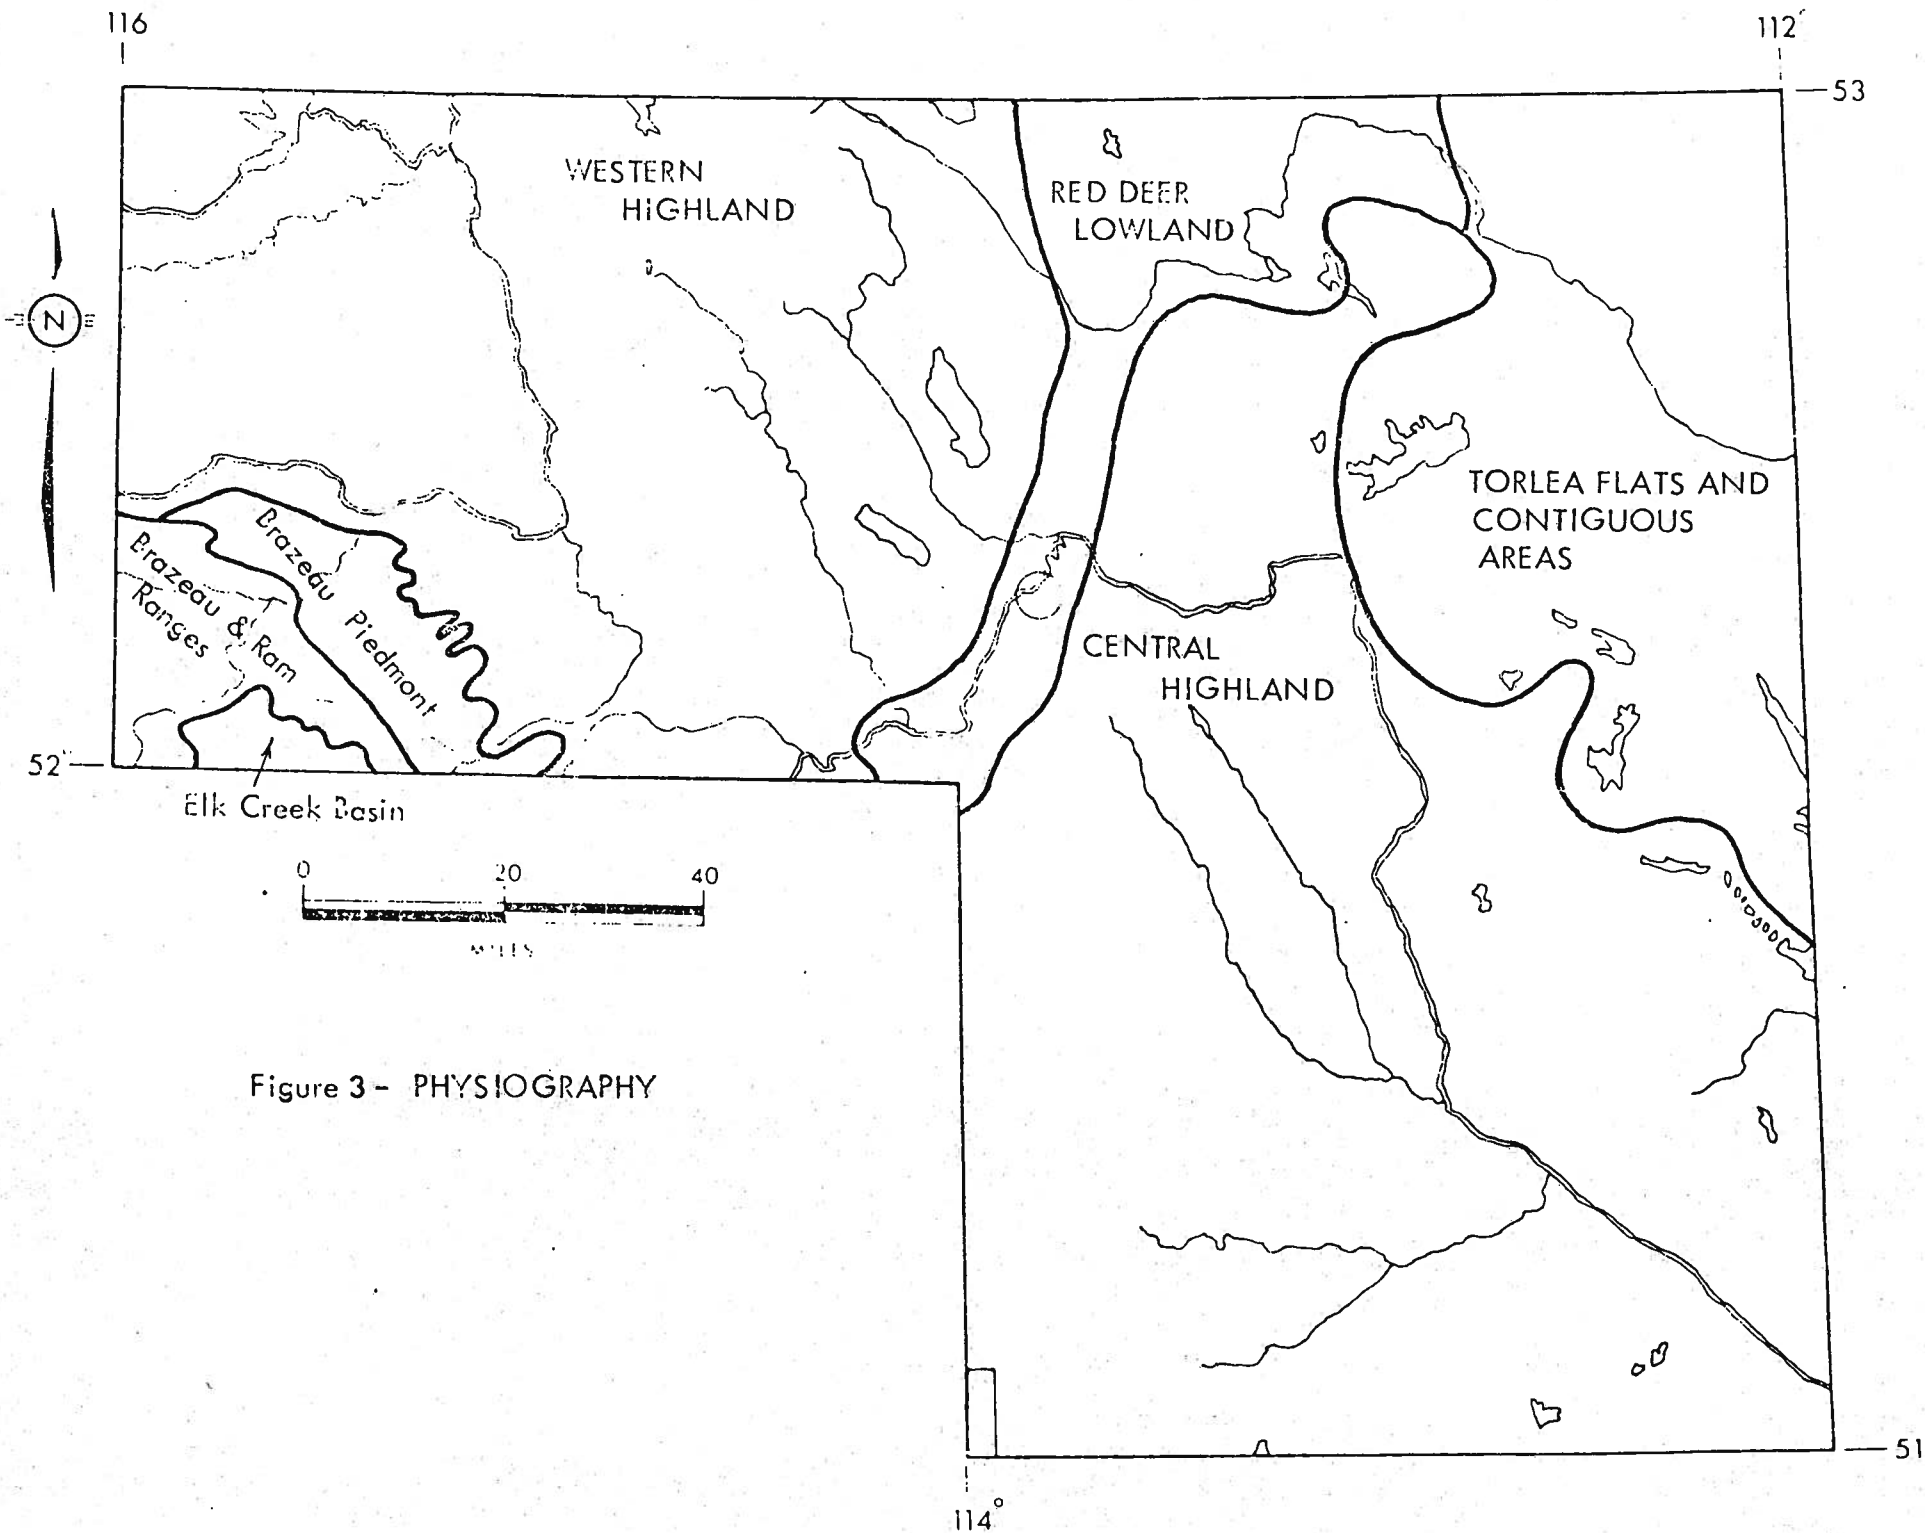 116
112
53
WESTERN
HIGHLAND
RED DEER
LOWLAND
N
TORLEA FLATS AND
CONTIGUOUS
AREAS
Brazeau Piedmont
Brazeau & Ram
Ranges
CENTRAL
HIGHLAND
52
Elk Creek Basin
0 20 40
MILES
Figure 3 - PHYSIOGRAPHY
51
114°